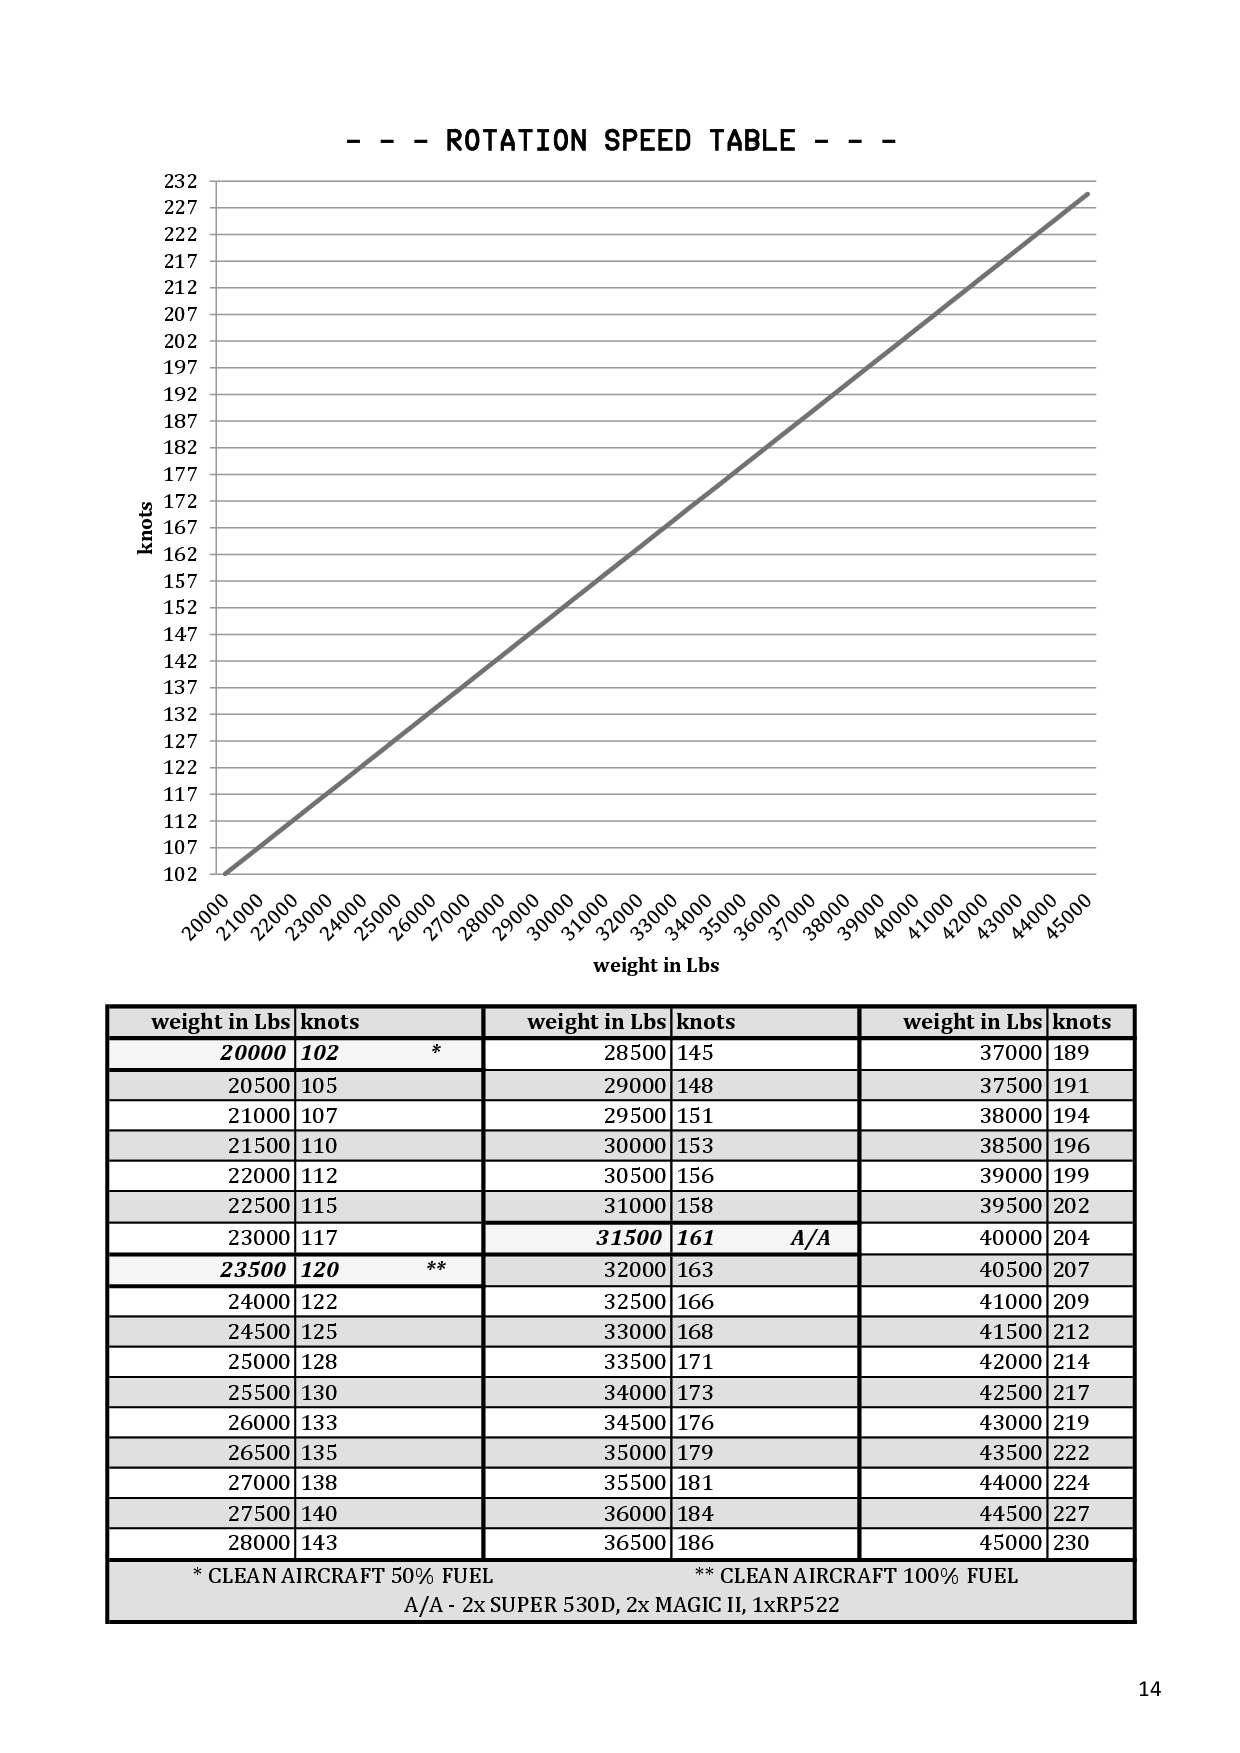 - - - ROTATION SPEED TABLE - - -
232
227
222
217
212
207
202
197
192
187
182
177
172
167
162
157
152
147
142
137
132
127
122
117
112
107
102
knots
20000 21000 22000 23000 24000 25000 26000 27000 28000 29000 30000 31000 32000 33000 34000 35000 36000 37000 38000 39000 40000 41000 42000 43000 44000 45000
weight in Lbs
weight in Lbs knots weight in Lbs knots weight in Lbs knots
20000 102 * 28500 145 37000 189
20500 105 29000 148 37500 191
21000 107 29500 151 38000 194
21500 110 30000 153 38500 196
22000 112 30500 156 39000 199
22500 115 31000 158 39500 202
23000 117 31500 161 A/A 40000 204
23500 120 ** 32000 163 40500 207
24000 122 32500 166 41000 209
24500 125 33000 168 41500 212
25000 128 33500 171 42000 214
25500 130 34000 173 42500 217
26000 133 34500 176 43000 219
26500 135 35000 179 43500 222
27000 138 35500 181 44000 224
27500 140 36000 184 44500 227
28000 143 36500 186 45000 230
* CLEAN AIRCRAFT 50% FUEL ** CLEAN AIRCRAFT 100% FUEL
A/A - 2x SUPER 530D, 2x MAGIC II, 1xRP522
14